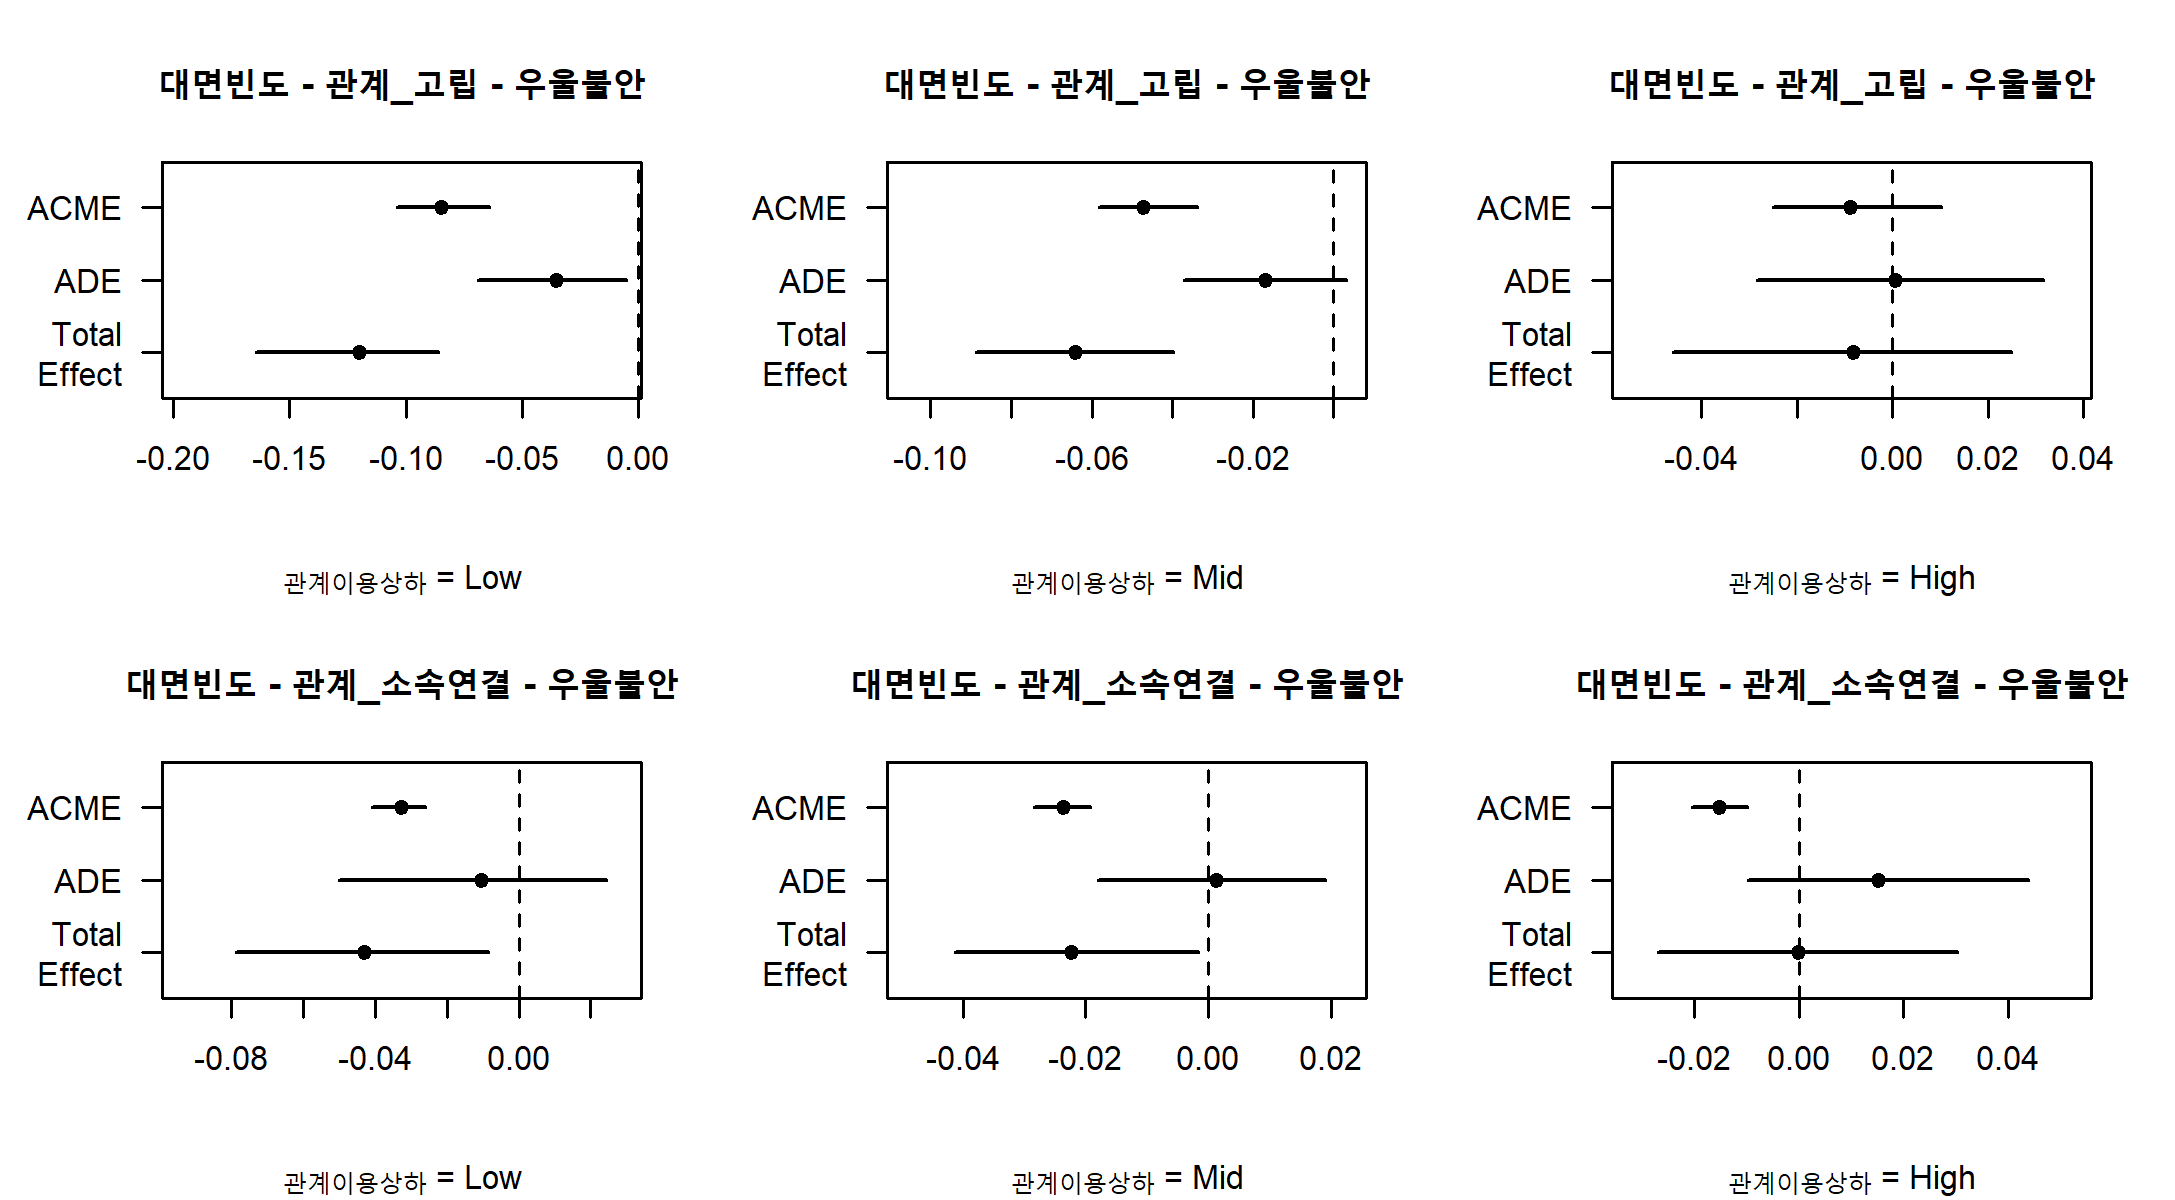 대면빈도 - 관계_고립 - 우울불안
ACME
ADE
Total
Effect
-0.20 -0.15 -0.10 -0.05 0.00
관계이용상하 = Low
대면빈도 - 관계_고립 - 우울불안
ACME
ADE
Total
Effect
-0.10 -0.06 -0.02
관계이용상하 = Mid
대면빈도 - 관계_고립 - 우울불안
ACME
ADE
Total
Effect
-0.04 0.00 0.02 0.04
관계이용상하 = High
대면빈도 - 관계_소속연결 - 우울불안
ACME
ADE
Total
Effect
-0.08 -0.04 0.00
관계이용상하 = Low
대면빈도 - 관계_소속연결 - 우울불안
ACME
ADE
Total
Effect
-0.04 -0.02 0.00 0.02
관계이용상하 = Mid
대면빈도 - 관계_소속연결 - 우울불안
ACME
ADE
Total
Effect
-0.02 0.00 0.02 0.04
관계이용상하 = High